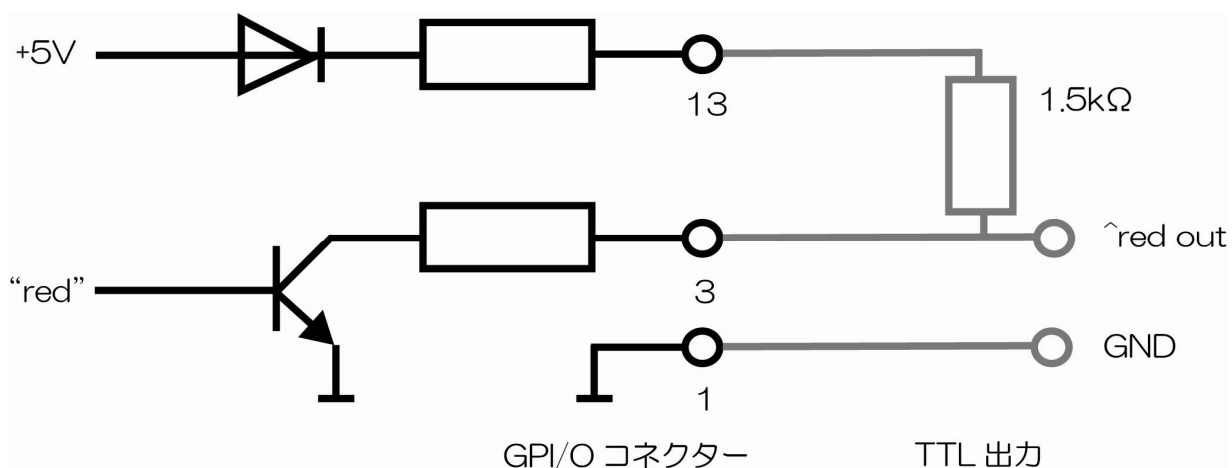 +5V
13
1.5kΩ
“red”
3
^red out
1
GND
GPI/O コネクター
TTL 出力